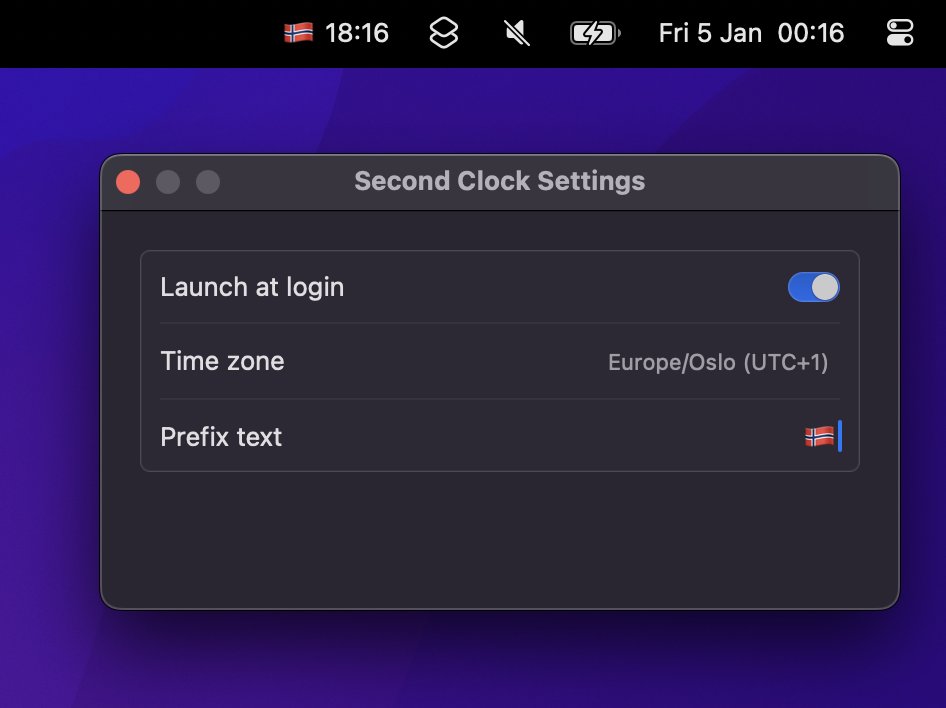 🇳🇴 18:16 Fri 5 Jan 00:16
Second Clock Settings
Launch at login
Time zone Europe/Oslo (UTC+1)
Prefix text 🇳🇴